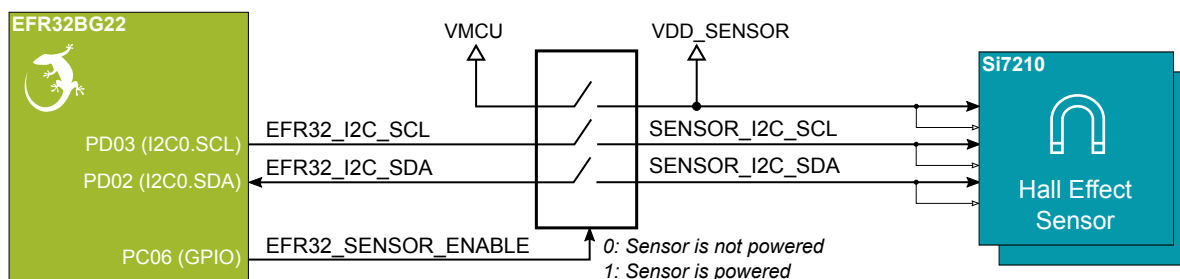 EFR32BG22
VMCU
VDD_SENSOR
Si7210
PD03 (I2C0.SCL)
EFR32_I2C_SCL
SENSOR_I2C_SCL
PD02 (I2C0.SDA)
EFR32_I2C_SDA
SENSOR_I2C_SDA
Hall Effect
Sensor
PC06 (GPIO)
EFR32_SENSOR_ENABLE
0: Sensor is not powered
1: Sensor is powered